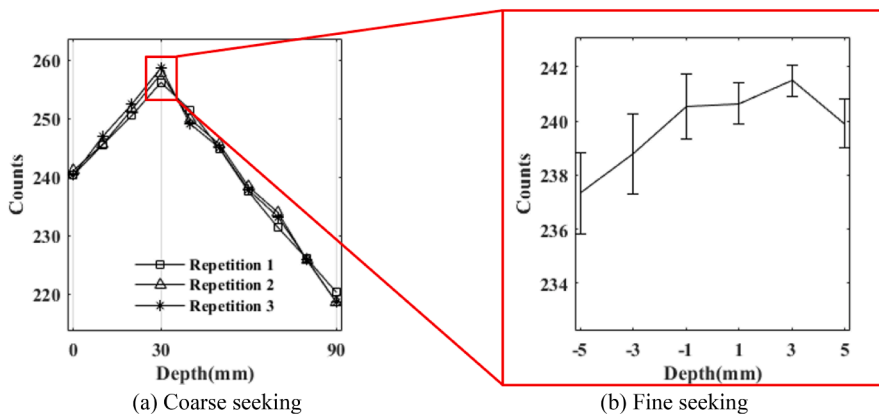 260
250
240
230
220
Counts
Repetition 1
Repetition 2
Repetition 3
0 30 90
Depth(mm)
(a) Coarse seeking
242
240
238
236
234
Counts
-5 -3 -1 1 3 5
Depth(mm)
(b) Fine seeking